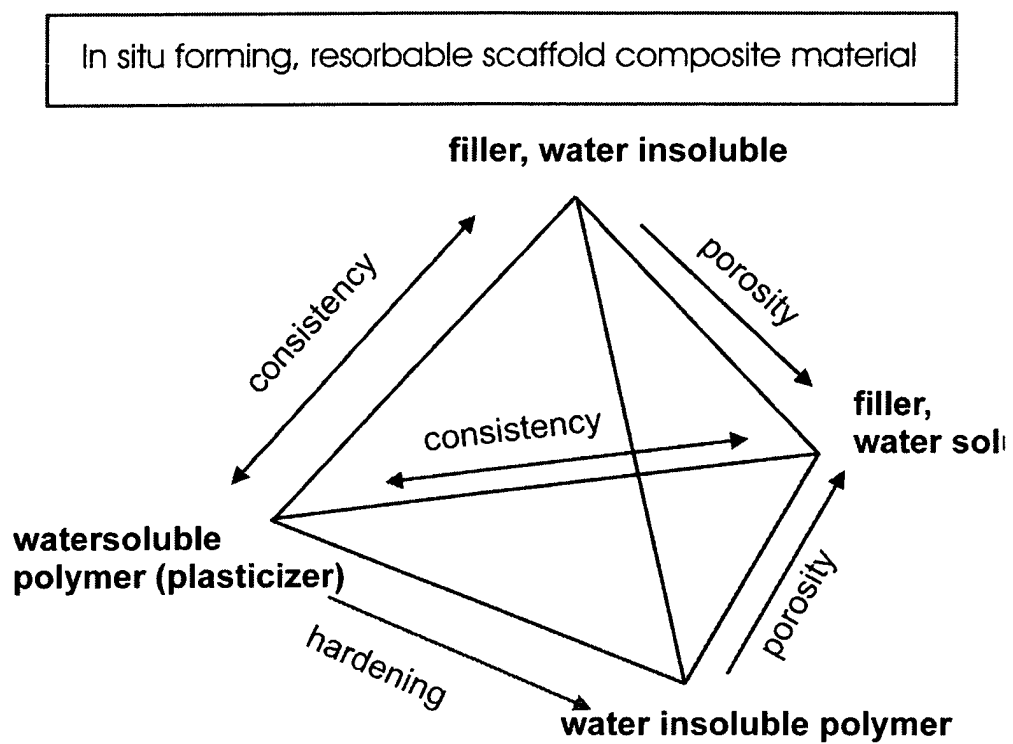 In situ forming, resorbable scaffold composite material
filler, water insoluble
consistency
porosity
consistency
filler,
water
watersoluble
polymer (plasticizer)
hardening
porosity
water insoluble polymer